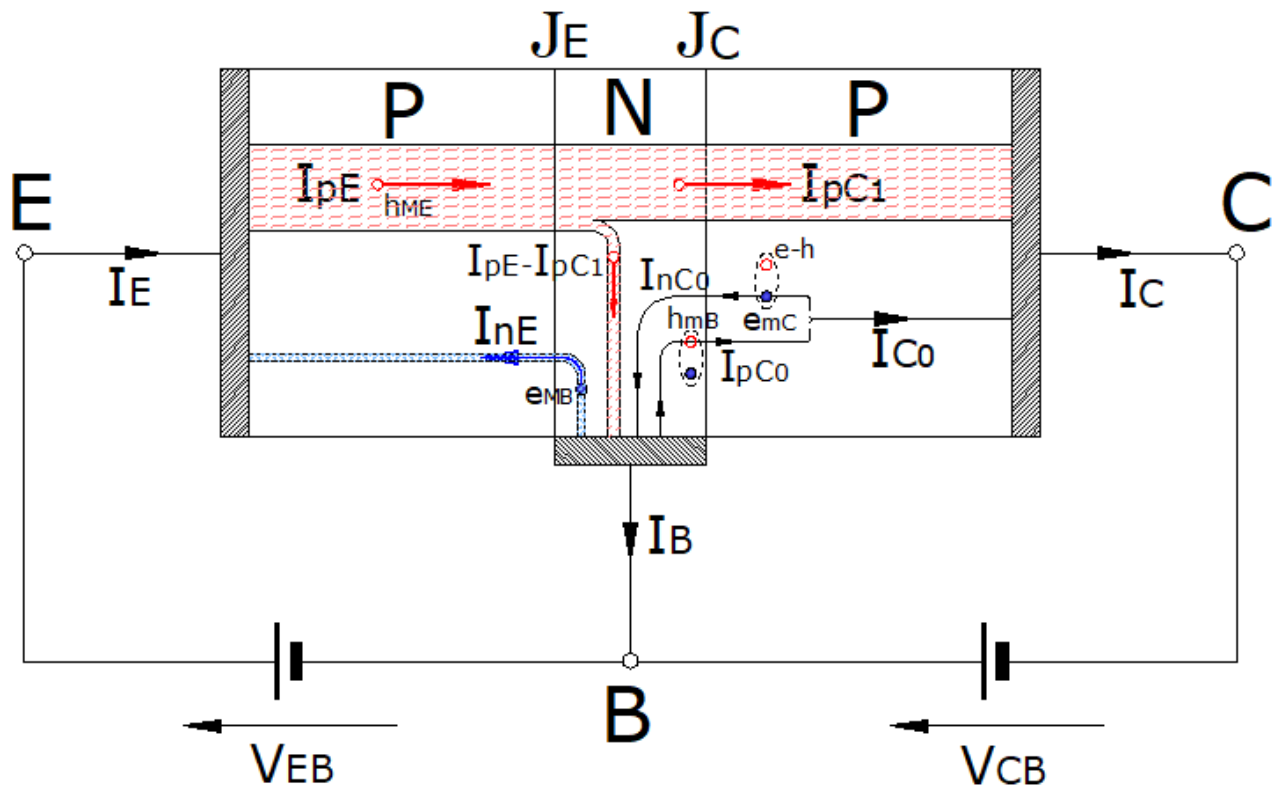 JE JC
P N P
IpE IpC1
hME
E C
e-h
IpE-IpC1 InC0
IE IC
hmB emC
InE IC0
IpC0
eMB
IB
B
VEB VCB